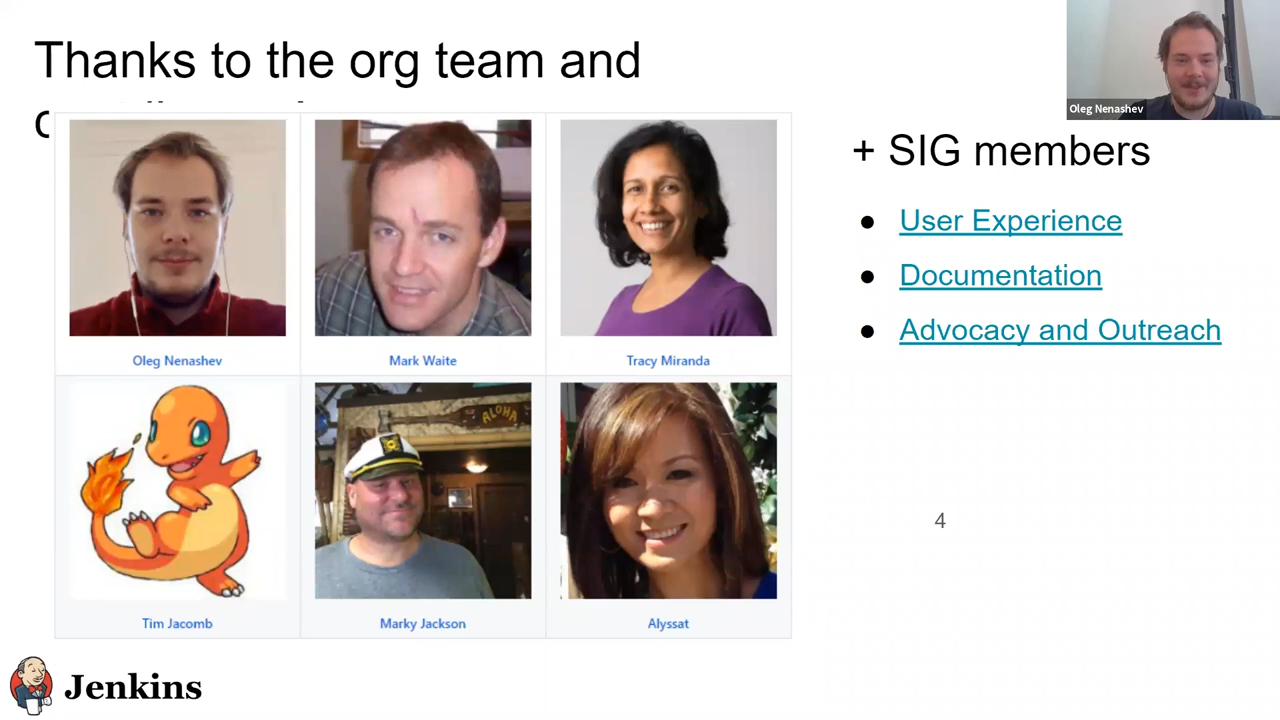 Thanks to the org team and
Oleg Nenashev
+ SIG members
● User Experience
● Documentation
● Advocacy and Outreach
Oleg Nenashev
Mark Waite
Tracy Miranda
ALOHA
Tim Jacomb
Marky Jackson
Alyssat
4
Jenkins